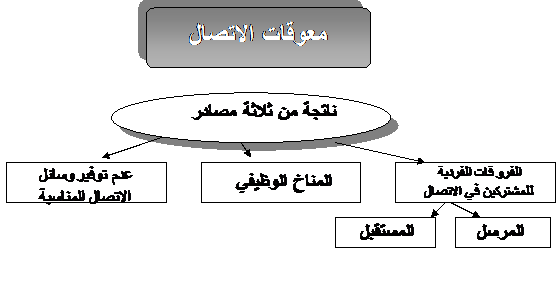 معوقات الاتصال
ناتجة من ثلاثة مصادر
الفروقات الفردية
للمشتركين في الاتصال
المناخ الوظيفي
عدم توفير وسائل
الاتصال المناسبة
المرسل
المستقبل